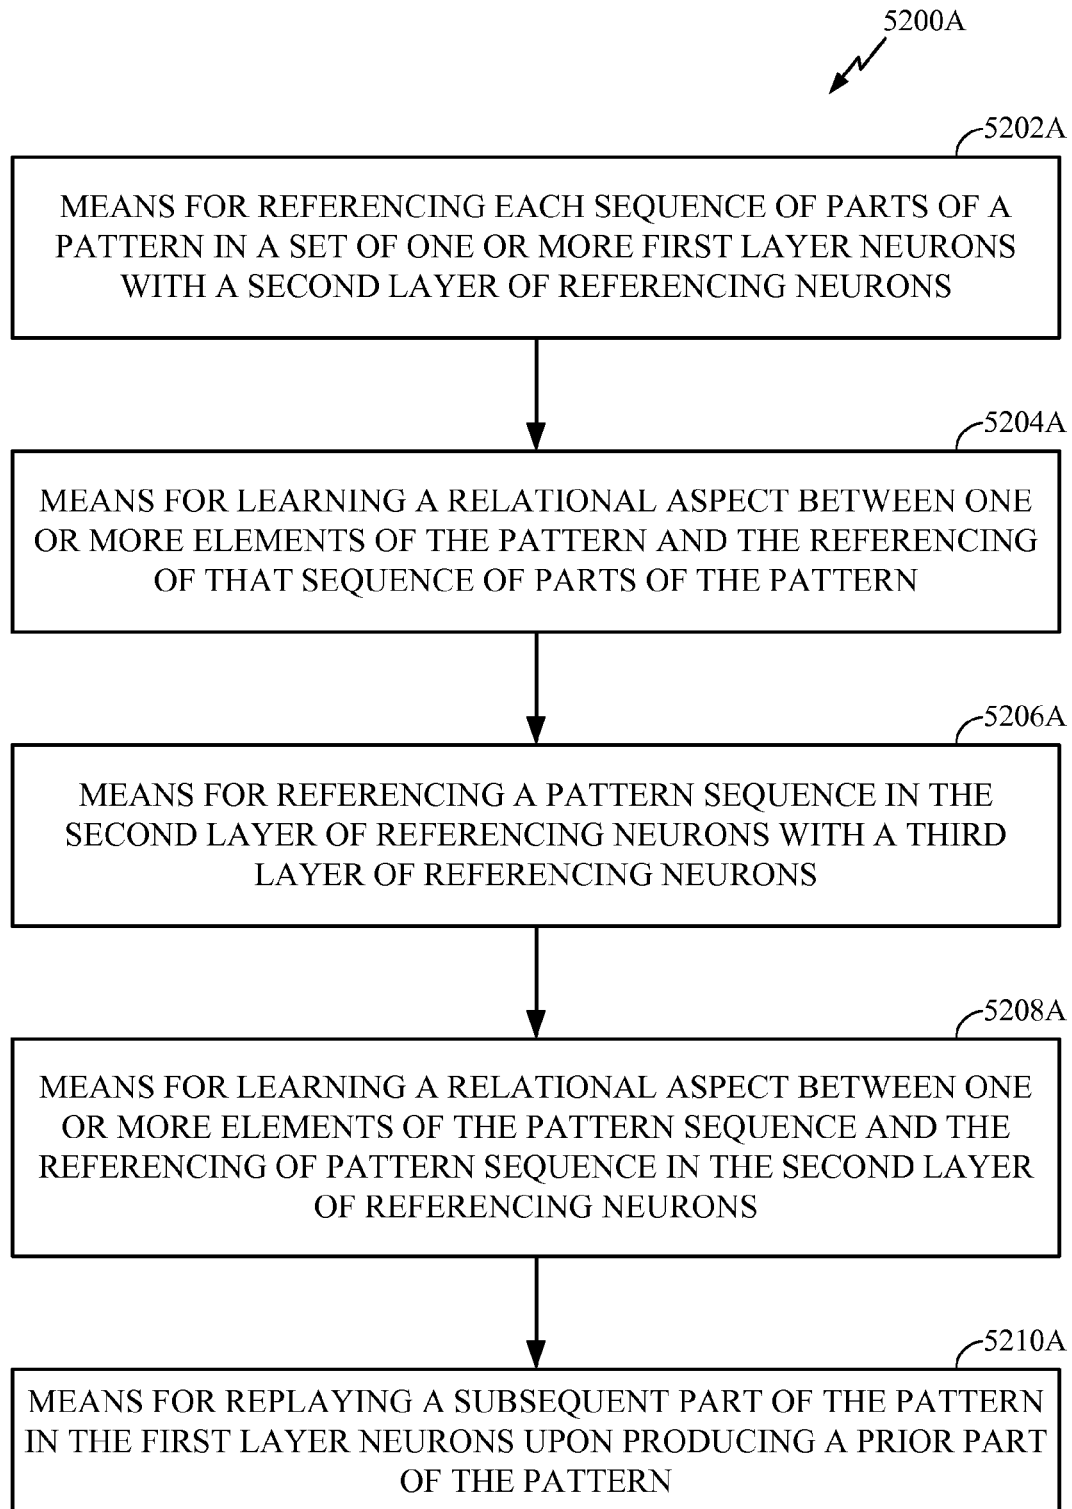 5200A
5202A
MEANS FOR REFERENCING EACH SEQUENCE OF PARTS OF A
PATTERN IN A SET OF ONE OR MORE FIRST LAYER NEURONS
WITH A SECOND LAYER OF REFERENCING NEURONS
5204A
MEANS FOR LEARNING A RELATIONAL ASPECT BETWEEN ONE
OR MORE ELEMENTS OF THE PATTERN AND THE REFERENCING
OF THAT SEQUENCE OF PARTS OF THE PATTERN
5206A
MEANS FOR REFERENCING A PATTERN SEQUENCE IN THE
SECOND LAYER OF REFERENCING NEURONS WITH A THIRD
LAYER OF REFERENCING NEURONS
5208A
MEANS FOR LEARNING A RELATIONAL ASPECT BETWEEN ONE
OR MORE ELEMENTS OF THE PATTERN SEQUENCE AND THE
REFERENCING OF PATTERN SEQUENCE IN THE SECOND LAYER
OF REFERENCING NEURONS
5210A
MEANS FOR REPLAYING A SUBSEQUENT PART OF THE PATTERN
IN THE FIRST LAYER NEURONS UPON PRODUCING A PRIOR PART
OF THE PATTERN